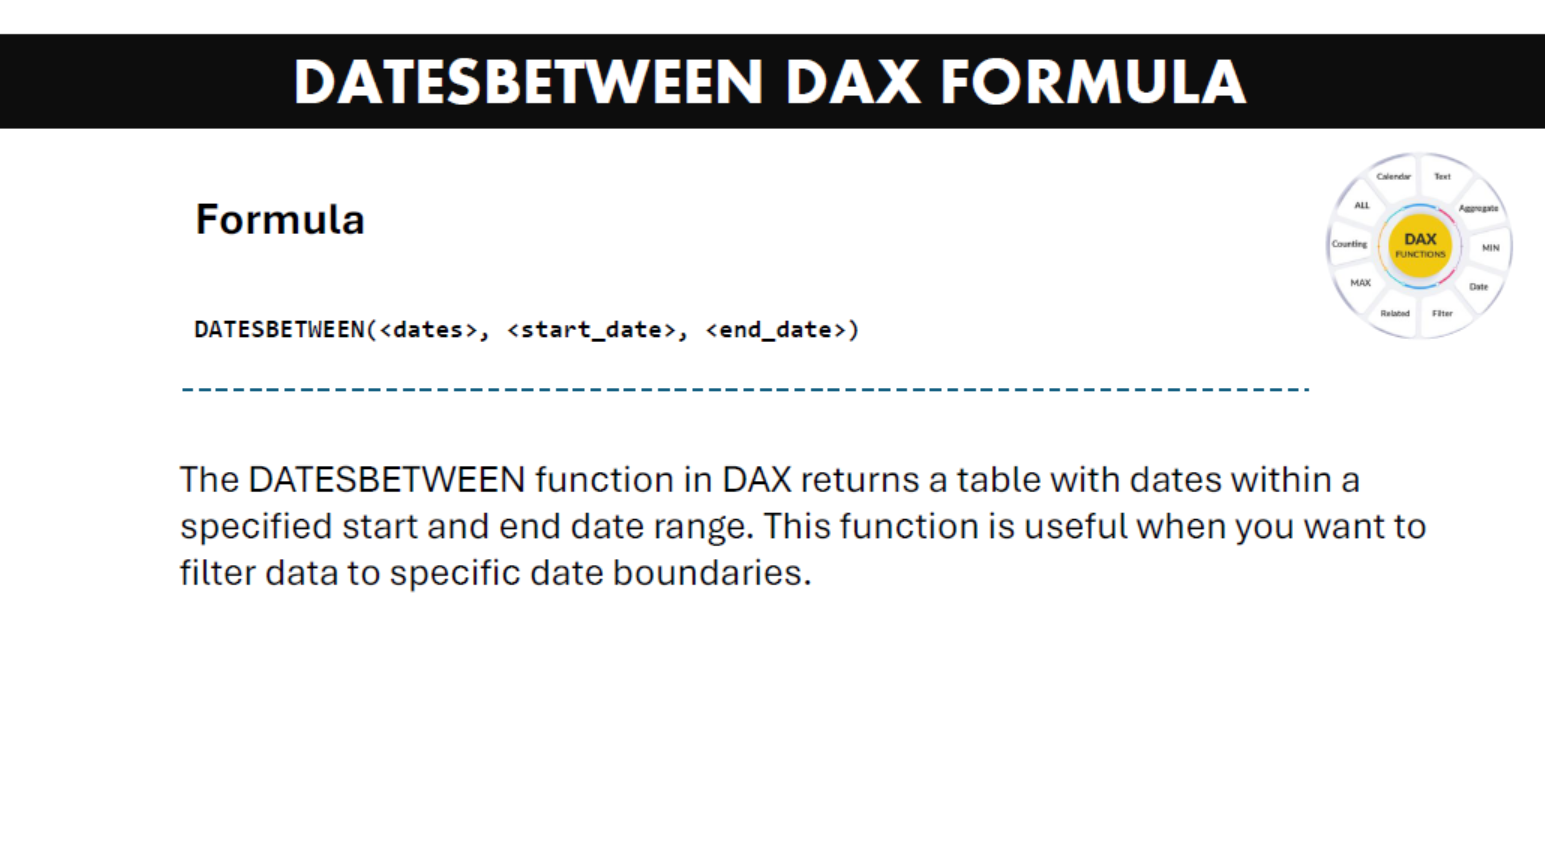 DATESBETWEEN DAX FORMULA
Formula
DATESBETWEEN(<dates>, <start_date>, <end_date>)
The DATESBETWEEN function in DAX returns a table with dates within a
specified start and end date range. This function is useful when you want to
filter data to specific date boundaries.
Calendar
Text
ALL
Aggregate
Counting
DAX
FUNCTIONS
MIN
MAX
Date
Related
Filter